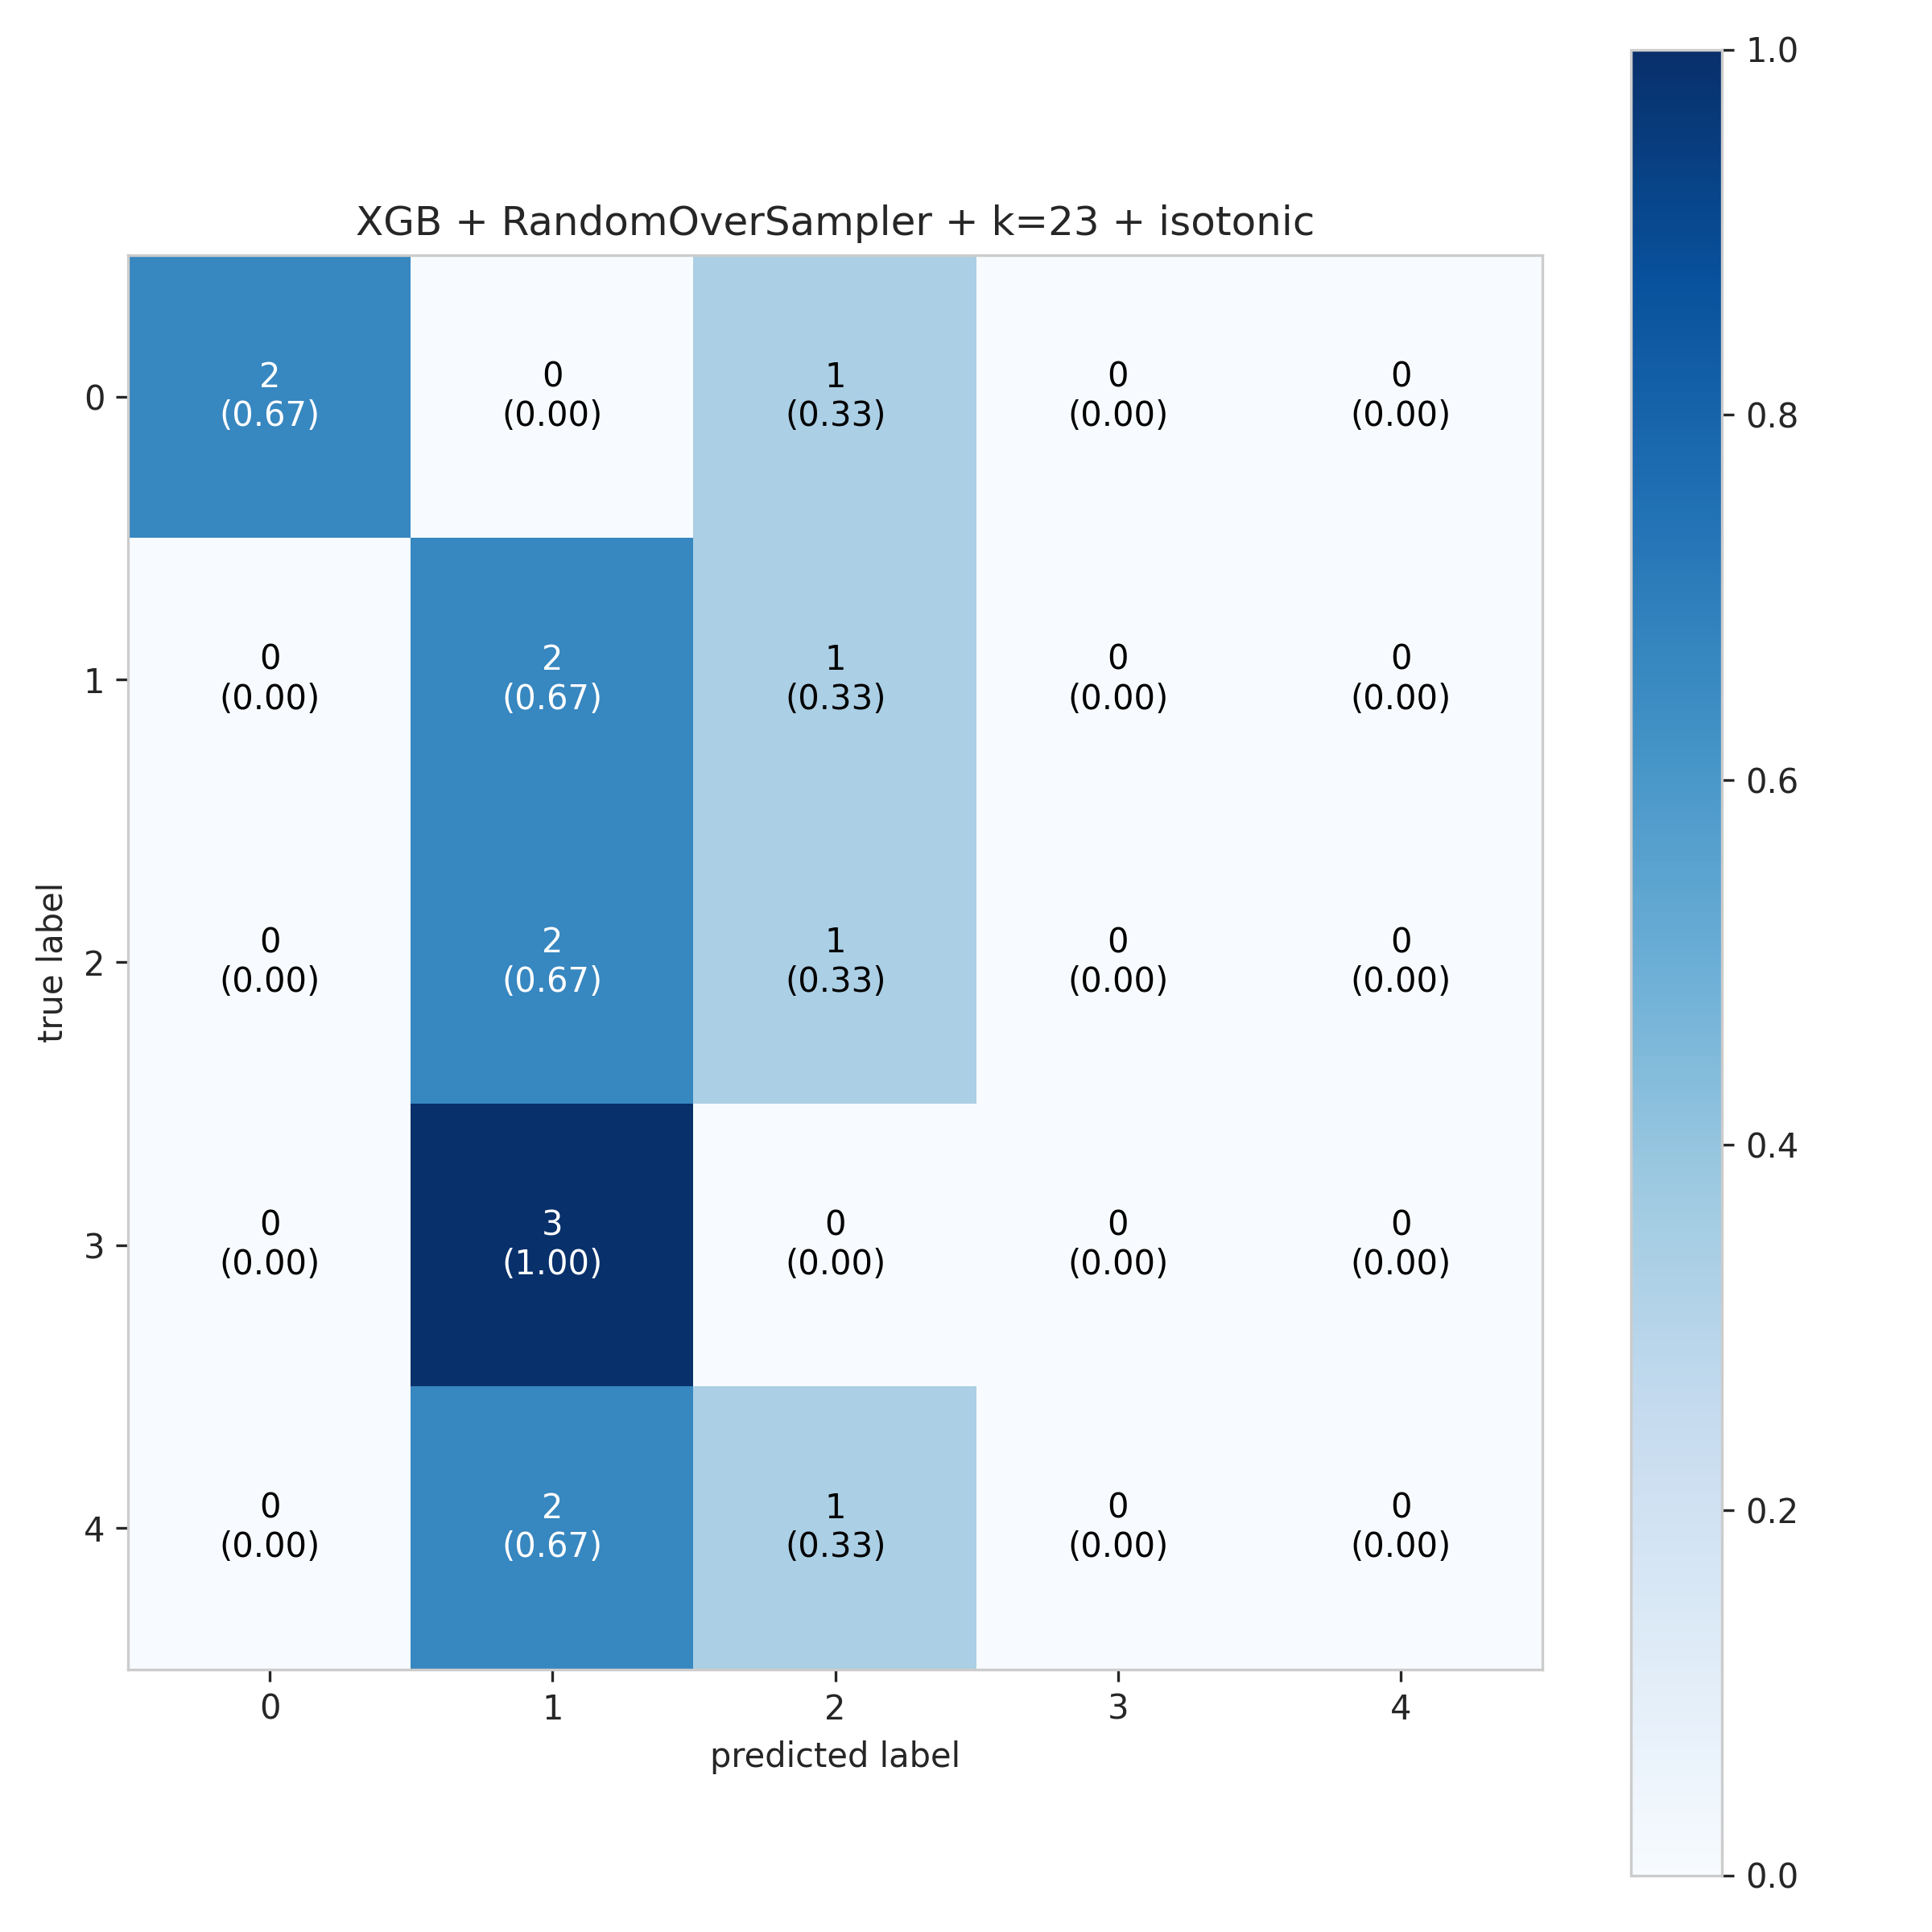 XGB + RandomOverSampler + k=23 + isotonic
1.0
0.8
0.6
0.4
0.2
0.0
true label
0
2 0 1 0 0
(0.67) (0.00) (0.33) (0.00) (0.00)
1
0 2 1 0 0
(0.00) (0.67) (0.33) (0.00) (0.00)
2
0 2 1 0 0
(0.00) (0.67) (0.33) (0.00) (0.00)
3
0 3 0 0 0
(0.00) (1.00) (0.00) (0.00) (0.00)
4
0 2 1 0 0
(0.00) (0.67) (0.33) (0.00) (0.00)
0 1 2 3 4
predicted label